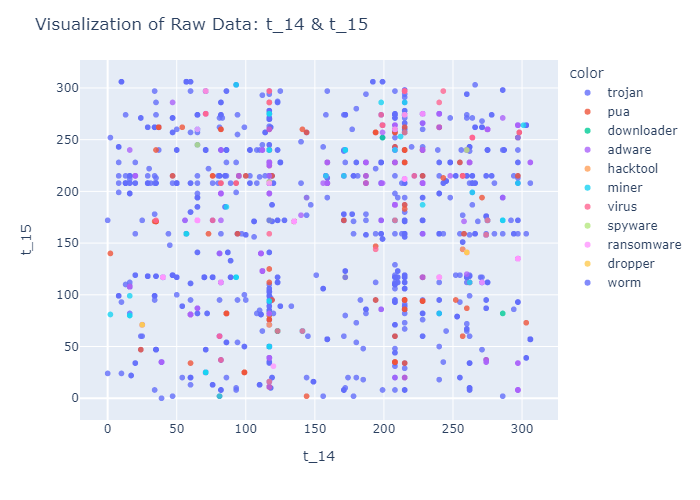 Visualization of Raw Data: t_14 & t_15
color
trojan
pua
downloader
adware
hacktool
miner
virus
spyware
ransomware
dropper
worm
300
250
200
150
100
50
0
t_15
0 50 100 150 200 250 300
t_14